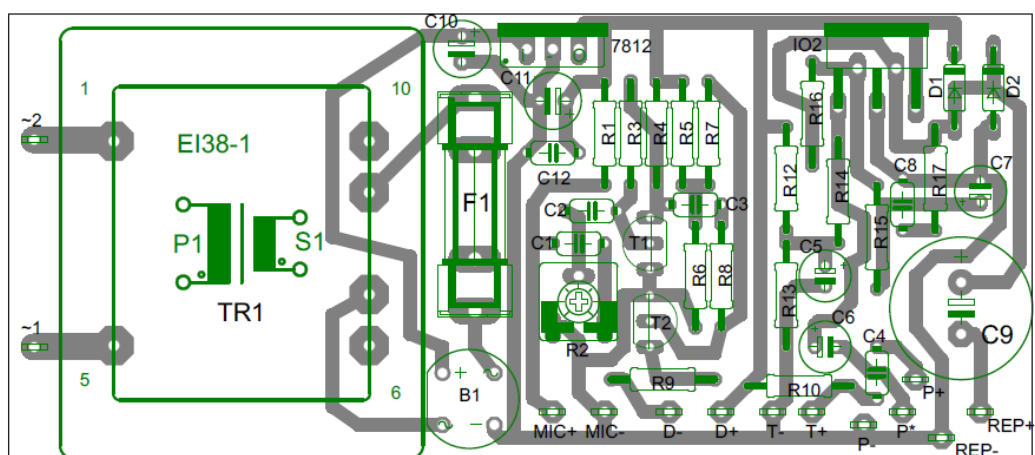 C10
7812
IO2
D1
D2
1
10
C11
R16
~2
EI38-1
R1
R3
R4
R5
R7
C12
R12
R14
C8
R17
C7
P1
S1
F1
C2
C3
R15
C1
T1
C5
TR1
R6
R8
R13
~1
R2
T2
C6
C4
C9
5
6
B1
R9
R10
P+
MIC+
MIC-
D-
D+
T-
T+
P-
P*
REP+
REP-